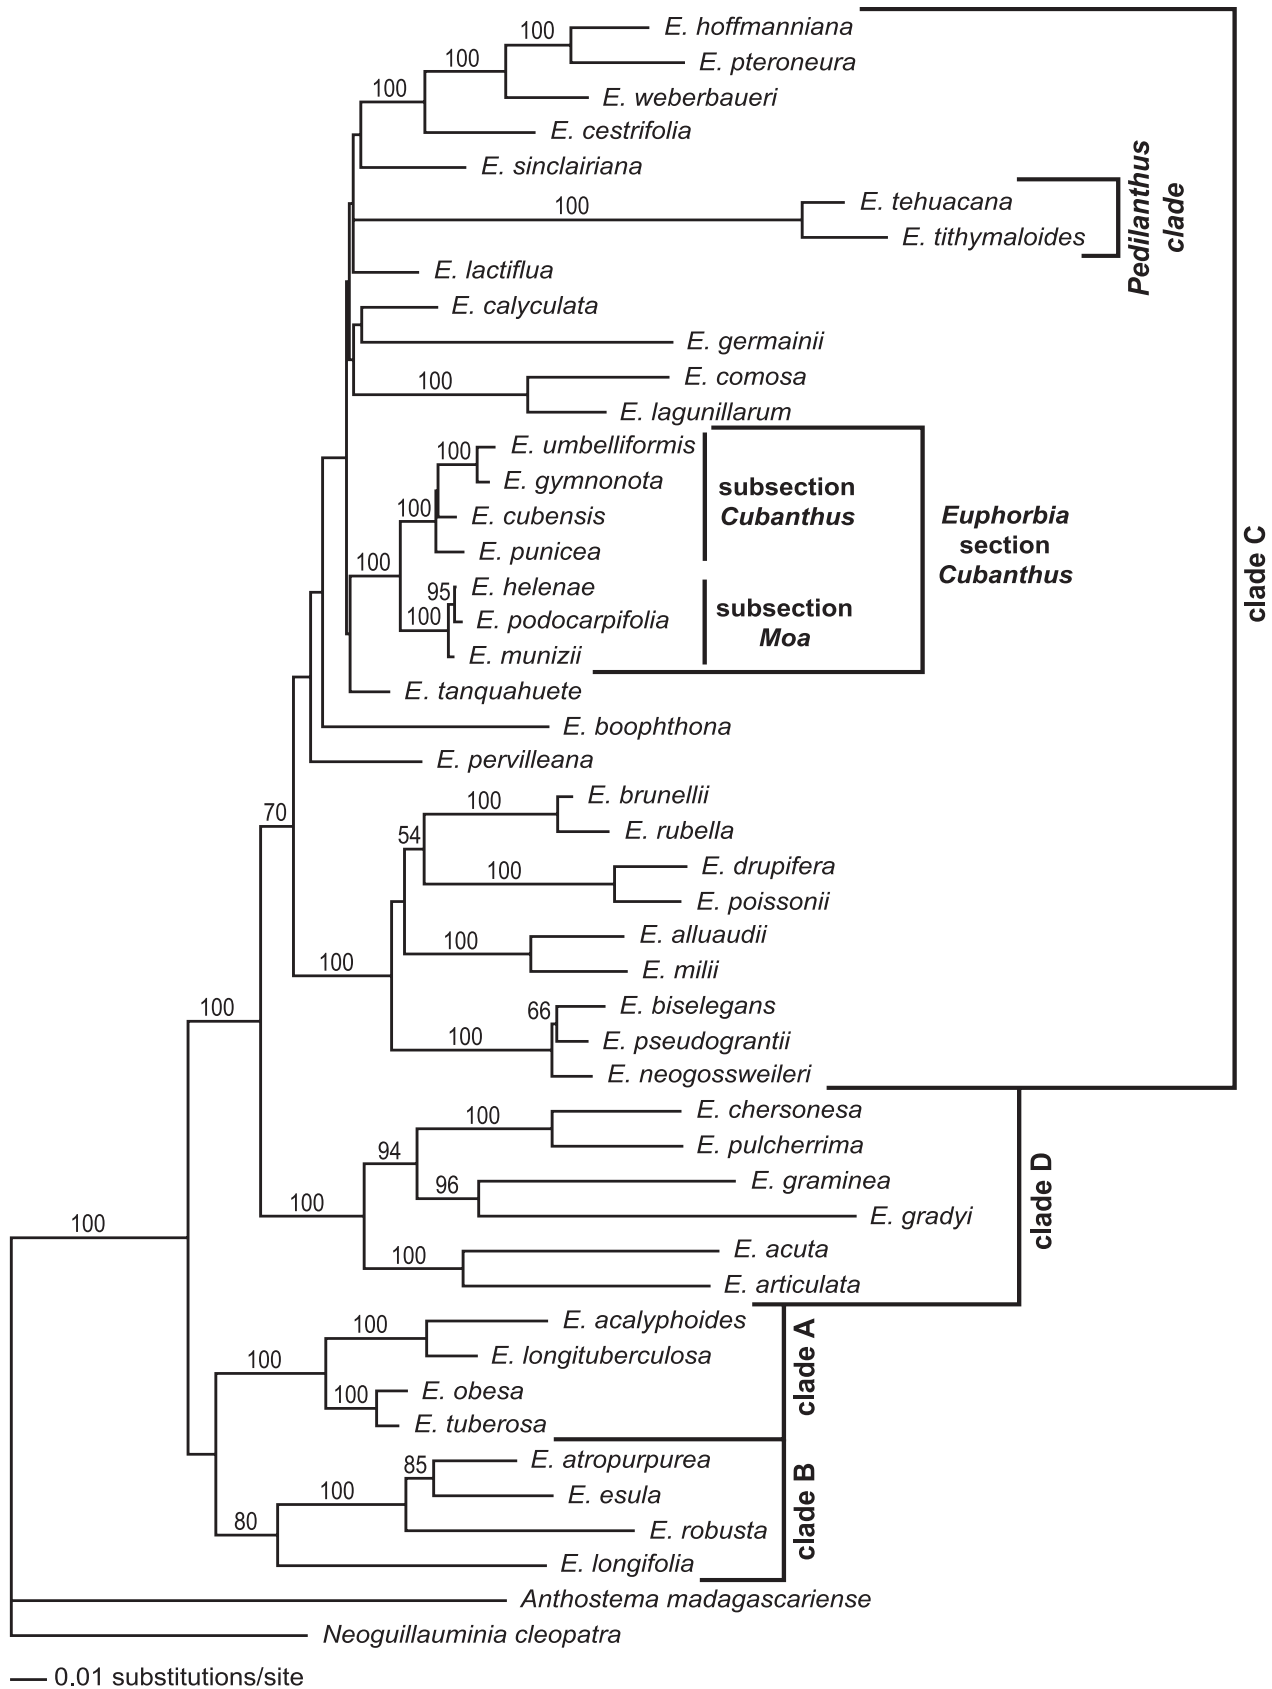 100
E. hoffmanniana
100
E. pteroneura
100
E. weberbaueri
E. cestrifolia
E. sinclairiana
100
E. tehuacana
E. tithymaloides
Pedilanthus
clade
E. lactiflua
E. calyculata
E. germainii
100
E. comosa
E. lagunillarum
100
E. umbelliformis
E. gymnonota
100
E. cubensis
E. punicea
subsection
Cubanthus
100
95
E. helenae
100
E. podocarpifolia
E. munizii
subsection
Moa
Euphorbia
section
Cubanthus
clade C
E. tanquahuete
E. boophthona
E. pervilleana
70
100
E. brunellii
E. rubella
54
100
E. drupifera
E. poissonii
100
E. alluaudii
E. milii
100
66
E. biselegans
E. pseudograntii
100
E. neogossweileri
100
100
E. chersonesa
E. pulcherrima
94
E. graminea
96
E. gradyi
100
100
E. acuta
E. articulata
clade D
100
100
E. acalyphoides
E. longituberculosa
100
100
E. obesa
E. tuberosa
clade A
85
E. atropurpurea
E. esula
100
E. robusta
80
E. longifolia
clade B
Anthostema madagascariense
Neoguillauminia cleopatra
0.01 substitutions/site